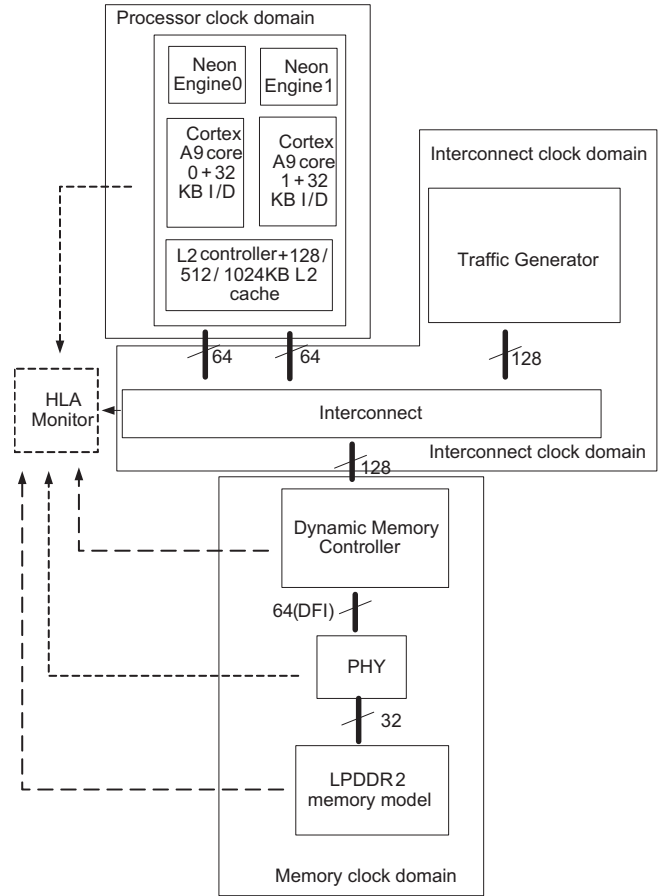 Processor clock domain
Neon
Engine0
Neon
Engine1
Cortex
A9 core
0 + 32
KB I/D
Cortex
A9 core
1 + 32
KB I/D
L2 controller+128/
512/ 1024KB L2
cache
Interconnect clock domain
Traffic Generator
64
64
128
HLA
Monitor
Interconnect
Interconnect clock domain
128
Dynamic Memory
Controller
64(DFI)
PHY
32
LPDDR2
memory model
Memory clock domain